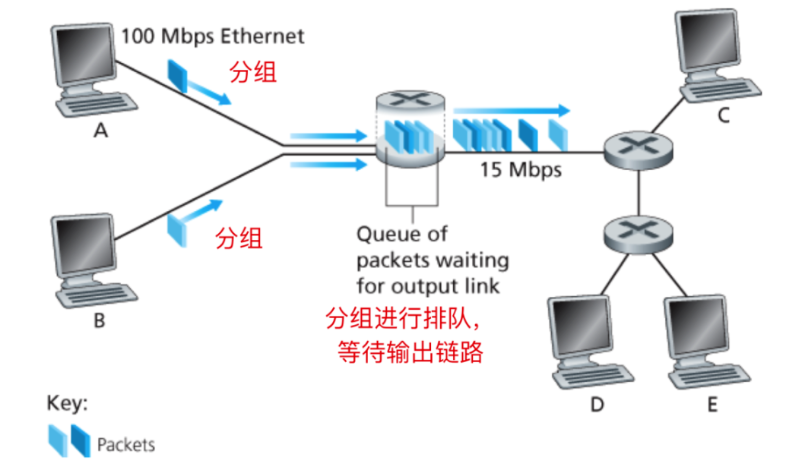 100 Mbps Ethernet
分组
A
C
15 Mbps
分组
B
Queue of
packets waiting
for output link
分组进行排队，
等待输出链路
D
E
Key:
Packets